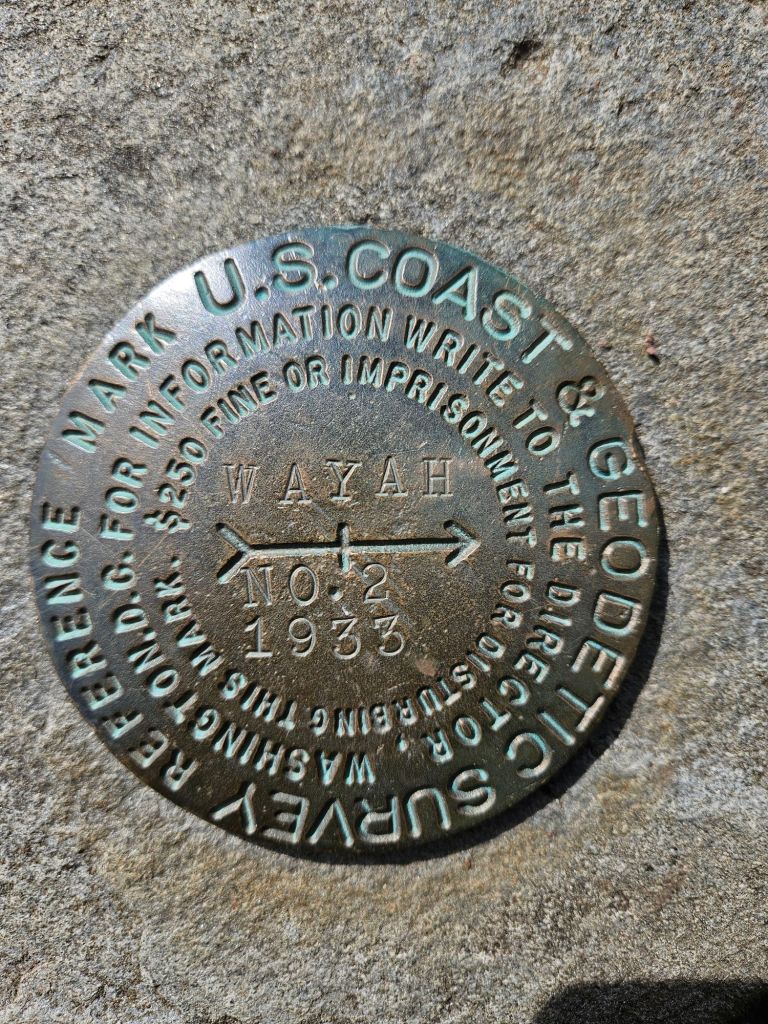 U.S. COAST & GEODETIC SURVEY REFERENCE MARK
FOR INFORMATION WRITE TO THE DIRECTOR, WASHINGTON, D.C.
$250 FINE OR IMPRISONMENT FOR DISTURBING THIS MARK.
WAYAH
NO. 2
1933